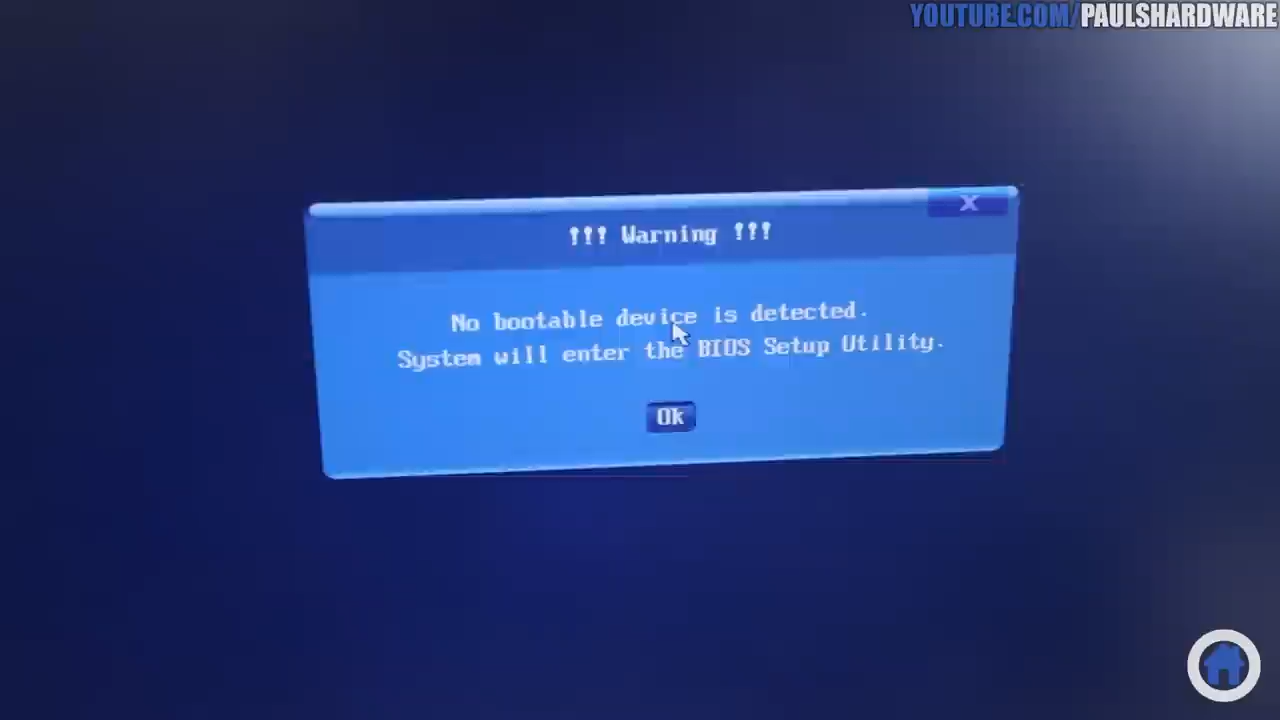 YOUTUBE.COM/PAULSHARDWARE
X
!!! Warning !!!
No bootable device is detected.
System will enter the BIOS Setup Utility.
Ok